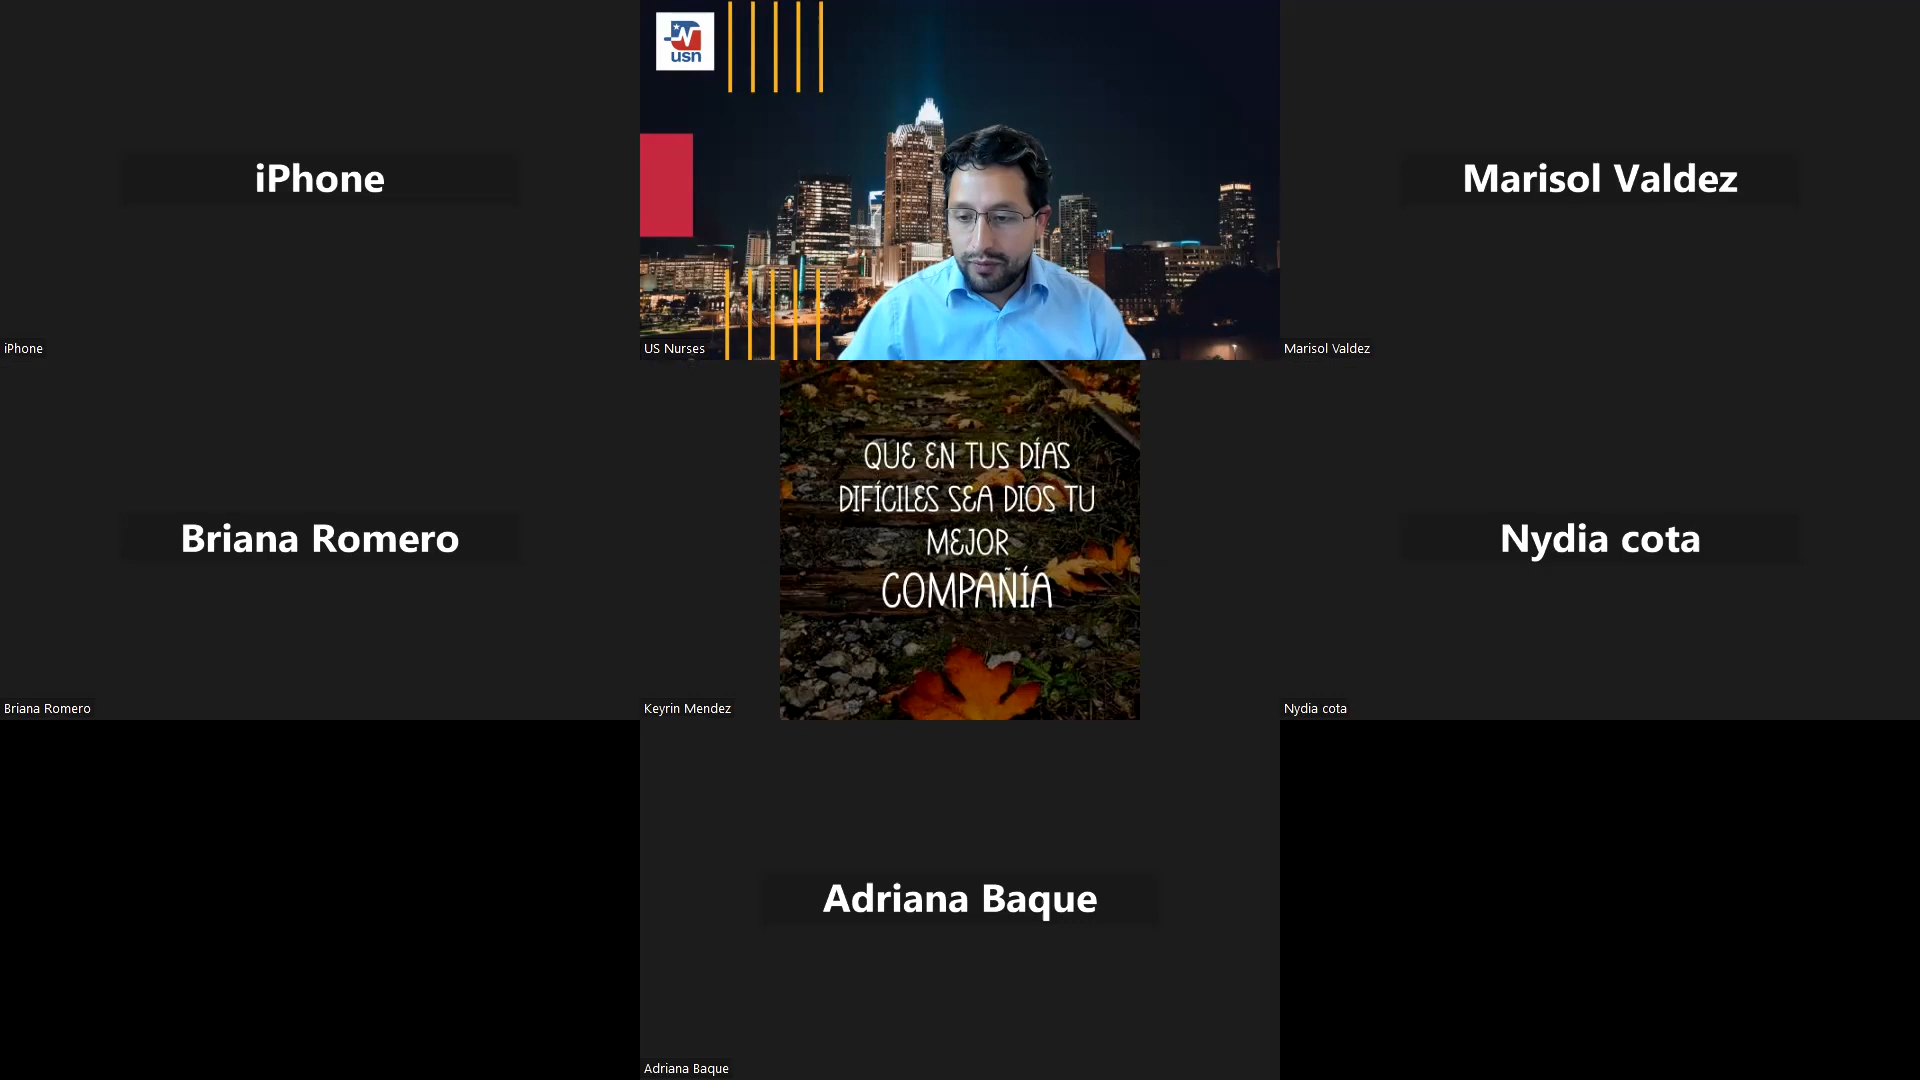 usn
iPhone
Marisol Valdez
iPhone
US Nurses
Marisol Valdez
QUE EN TUS DÍAS
DIFÍCILES SEA DIOS TU
MEJOR
COMPAÑÍA
Briana Romero
Nydia cota
Briana Romero
Keyrin Mendez
Nydia cota
Adriana Baque
Adriana Baque